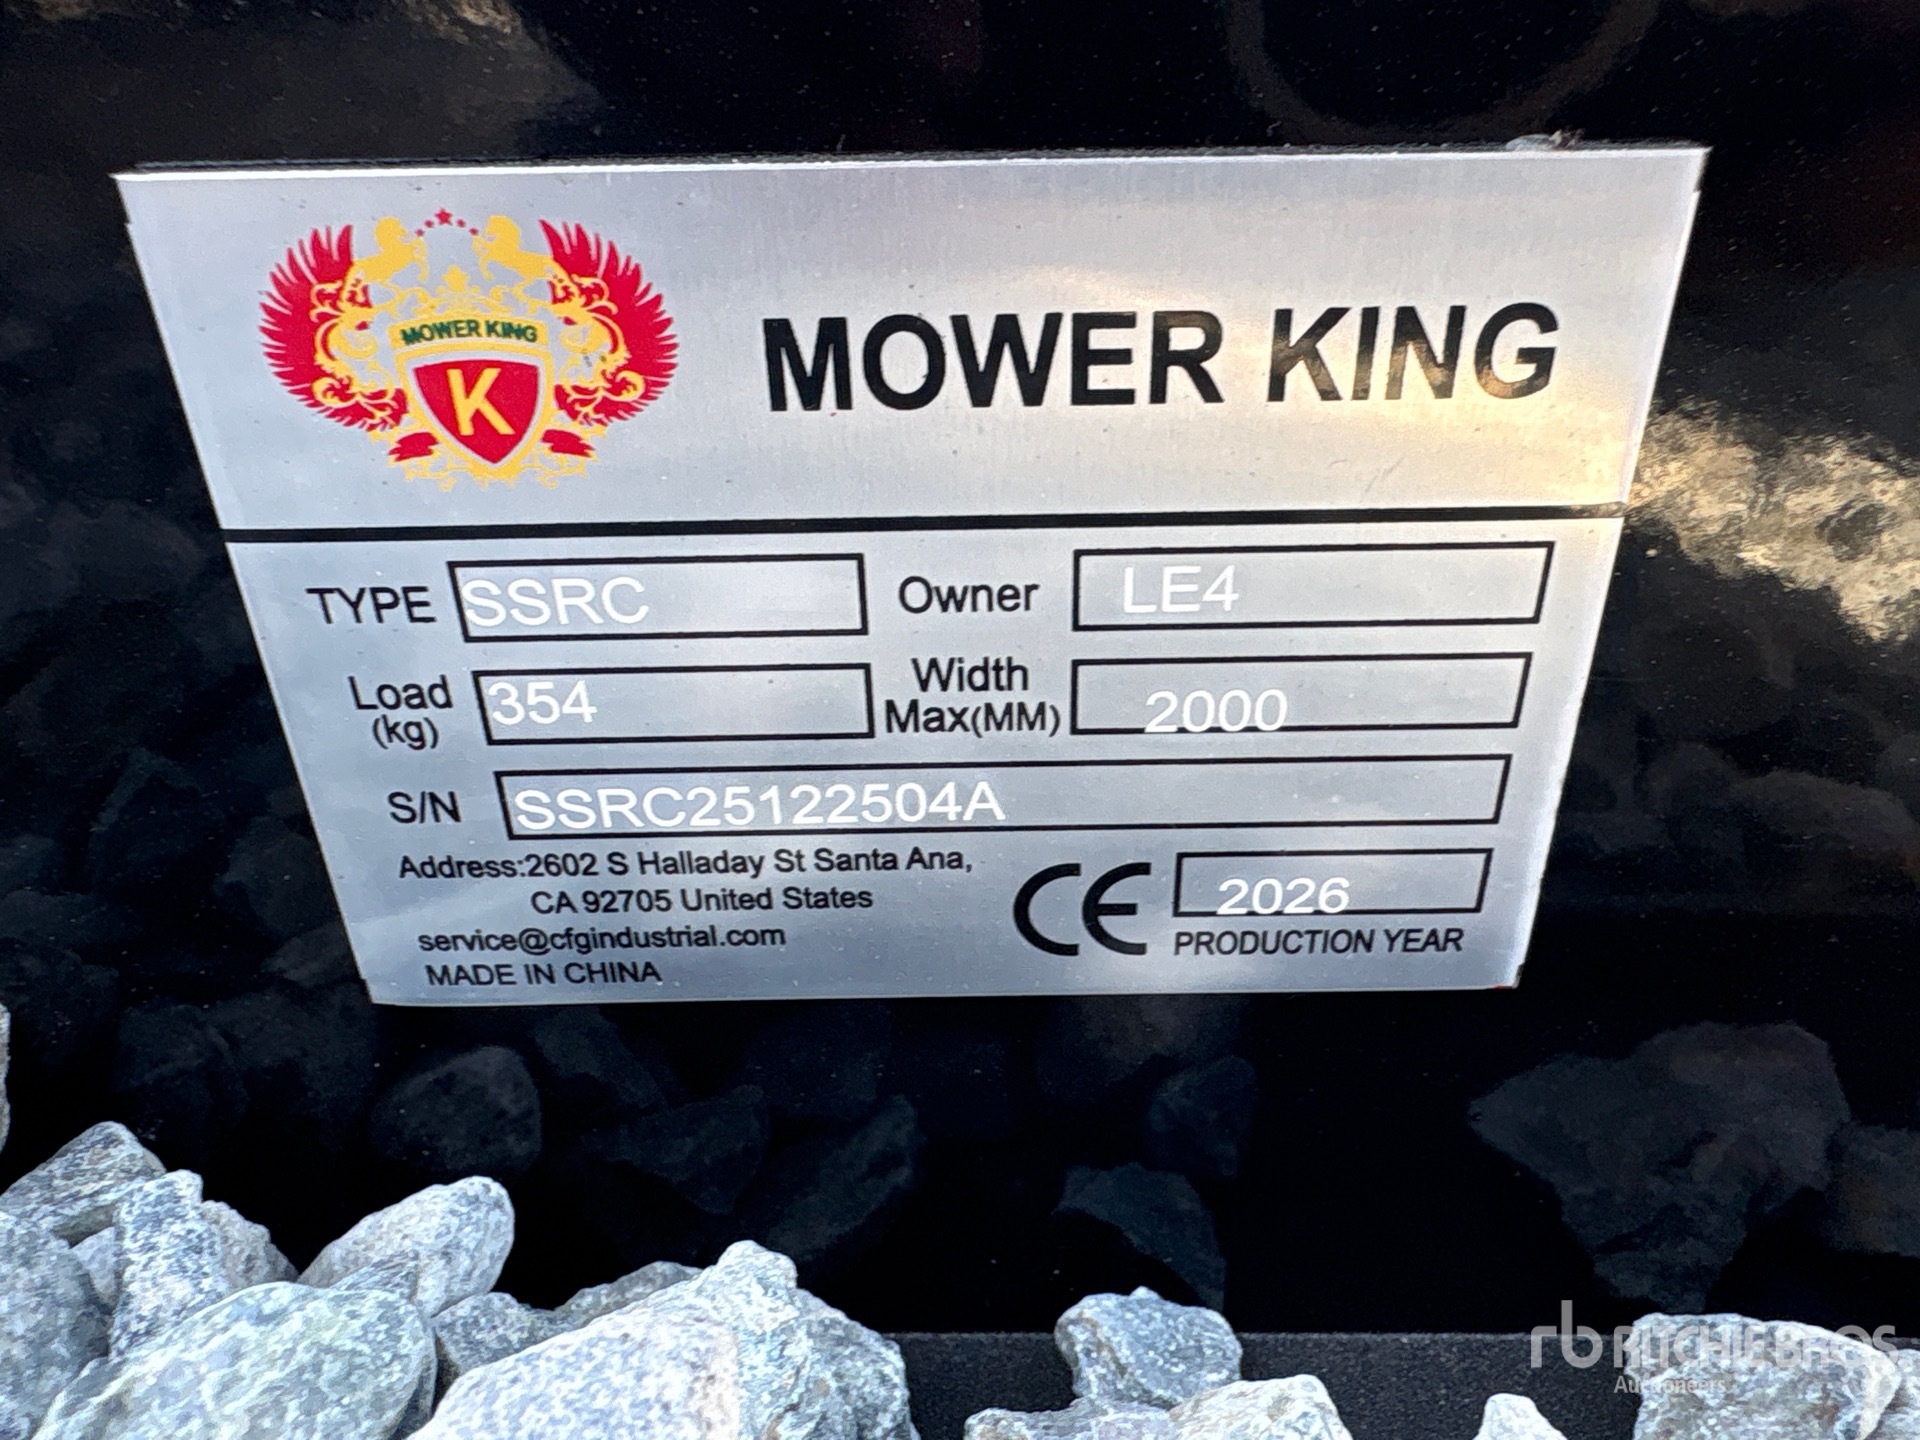 MOWER KING
K
MOWER KING
TYPE SSRC Owner LE4
Load (kg) 354 Width Max(MM) 2000
S/N SSRC25122504A
Address:2602 S Halladay St Santa Ana,
CA 92705 United States
service@cfgindustrial.com
MADE IN CHINA
CE 2026
PRODUCTION YEAR
rb RITCHIE BROS.
Auctioneers